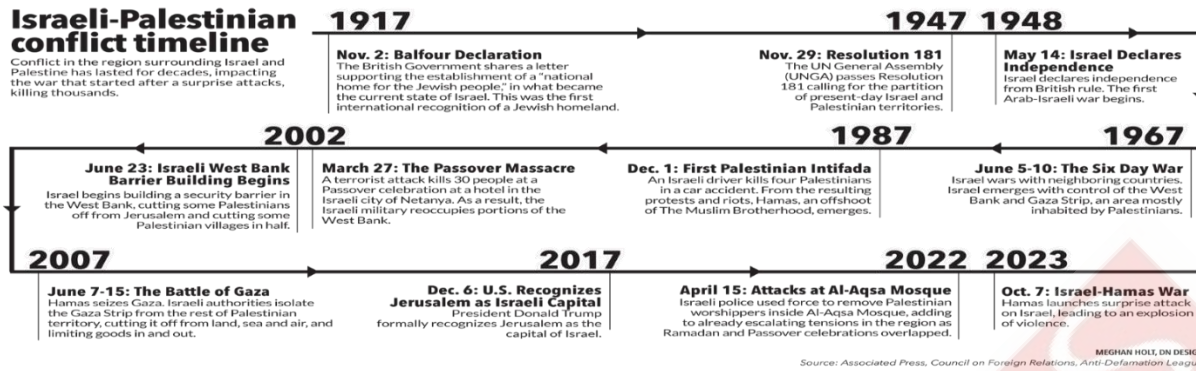 Israeli-Palestinian
conflict timeline
Conflict in the region surrounding Israel and
Palestine has lasted for decades, impacting
the war that started after a surprise attacks,
killing thousands.
1917
Nov. 2: Balfour Declaration
The British Government shares a letter
supporting the establishment of a "national
home for the Jewish people," in what became
the current state of Israel. This was the first
international recognition of a Jewish homeland.
1947
Nov. 29: Resolution 181
The UN General Assembly
(UNGA) passes Resolution
181 calling for the partition
of present-day Israel and
Palestinian territories.
1948
May 14: Israel Declares
Independence
Israel declares independence
from British rule. The first
Arab-Israeli war begins.
1967
June 5-10: The Six Day War
Israel wars with neighboring countries.
Israel emerges with control of the West
Bank and Gaza Strip, an area mostly
inhabited by Palestinians.
1987
Dec. 1: First Palestinian Intifada
An Israeli driver kills four Palestinians
in a car accident. From the resulting
protests and riots, Hamas, an offshoot
of The Muslim Brotherhood, emerges.
2002
March 27: The Passover Massacre
A terrorist attack kills 30 people at a
Passover celebration at a hotel in the
Israeli city of Netanya. As a result, the
Israeli military reoccupies portions of the
West Bank.
June 23: Israeli West Bank
Barrier Building Begins
Israel begins building a security barrier in
the West Bank, cutting some Palestinians
off from Jerusalem and cutting some
Palestinian villages in half.
2007
June 7-15: The Battle of Gaza
Hamas seizes Gaza. Israeli authorities isolate
the Gaza Strip from the rest of Palestinian
territory, cutting it off from land, sea and air, and
limiting goods in and out.
2017
Dec. 6: U.S. Recognizes
Jerusalem as Israeli Capital
President Donald Trump
formally recognizes Jerusalem as the
capital of Israel.
2022
April 15: Attacks at Al-Aqsa Mosque
Israeli police used force to remove Palestinian
worshippers inside Al-Aqsa Mosque, adding
to already escalating tensions in the region as
Ramadan and Passover celebrations overlapped.
2023
Oct. 7: Israel-Hamas War
Hamas launches surprise attack
on Israel, leading to an explosion
of violence.
MEGHAN HOLT, DN DESIG
Source: Associated Press, Council on Foreign Relations, Anti-Defamation Leagu